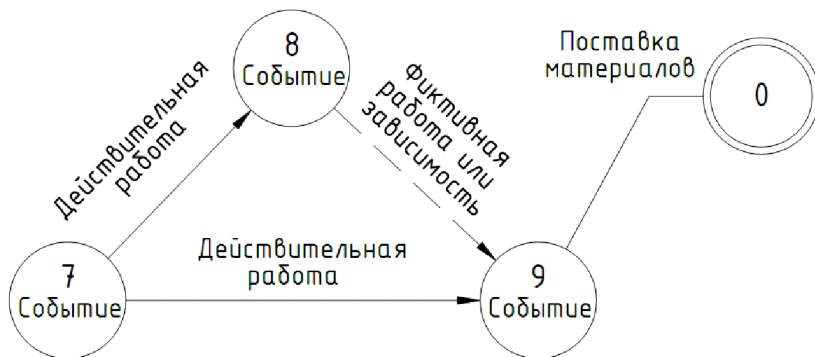 8
Событие
Поставка
материалов
0
Действительная
работа
Фиктивная
работа или
зависимость
Действительная
работа
7
Событие
9
Событие